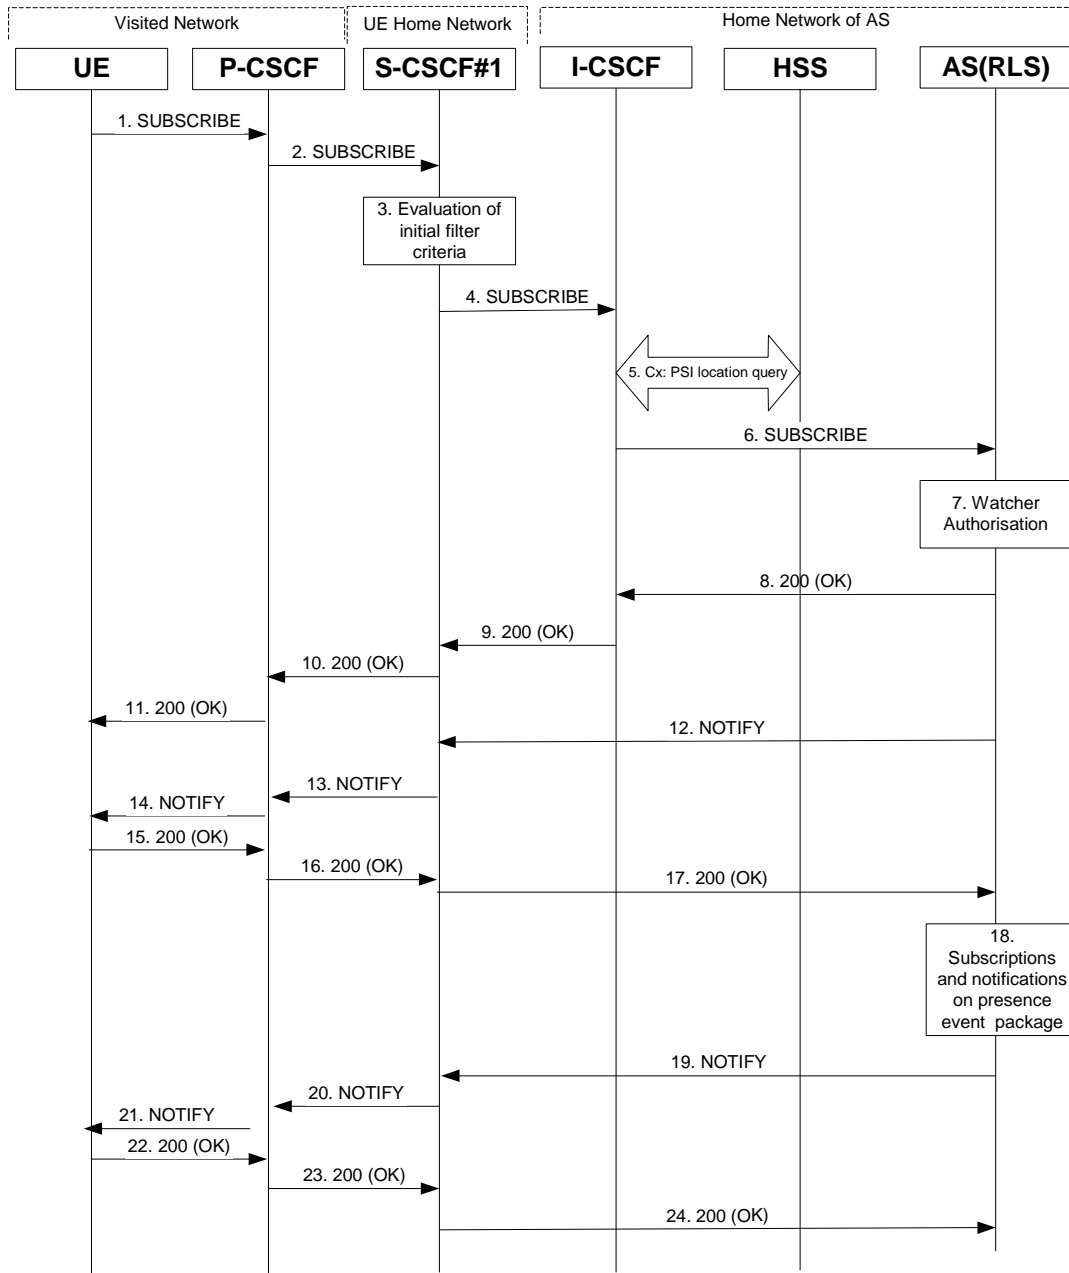 Visited Network
UE Home Network
Home Network of AS
UE
P-CSCF
S-CSCF#1
I-CSCF
HSS
AS(RLS)
1. SUBSCRIBE
2. SUBSCRIBE
3. Evaluation of
initial filter
criteria
4. SUBSCRIBE
5. Cx: PSI location query
6. SUBSCRIBE
7. Watcher
Authorisation
8. 200 (OK)
9. 200 (OK)
10. 200 (OK)
11. 200 (OK)
12. NOTIFY
13. NOTIFY
14. NOTIFY
15. 200 (OK)
16. 200 (OK)
17. 200 (OK)
18.
Subscriptions
and notifications
on presence
event package
19. NOTIFY
20. NOTIFY
21. NOTIFY
22. 200 (OK)
23. 200 (OK)
24. 200 (OK)